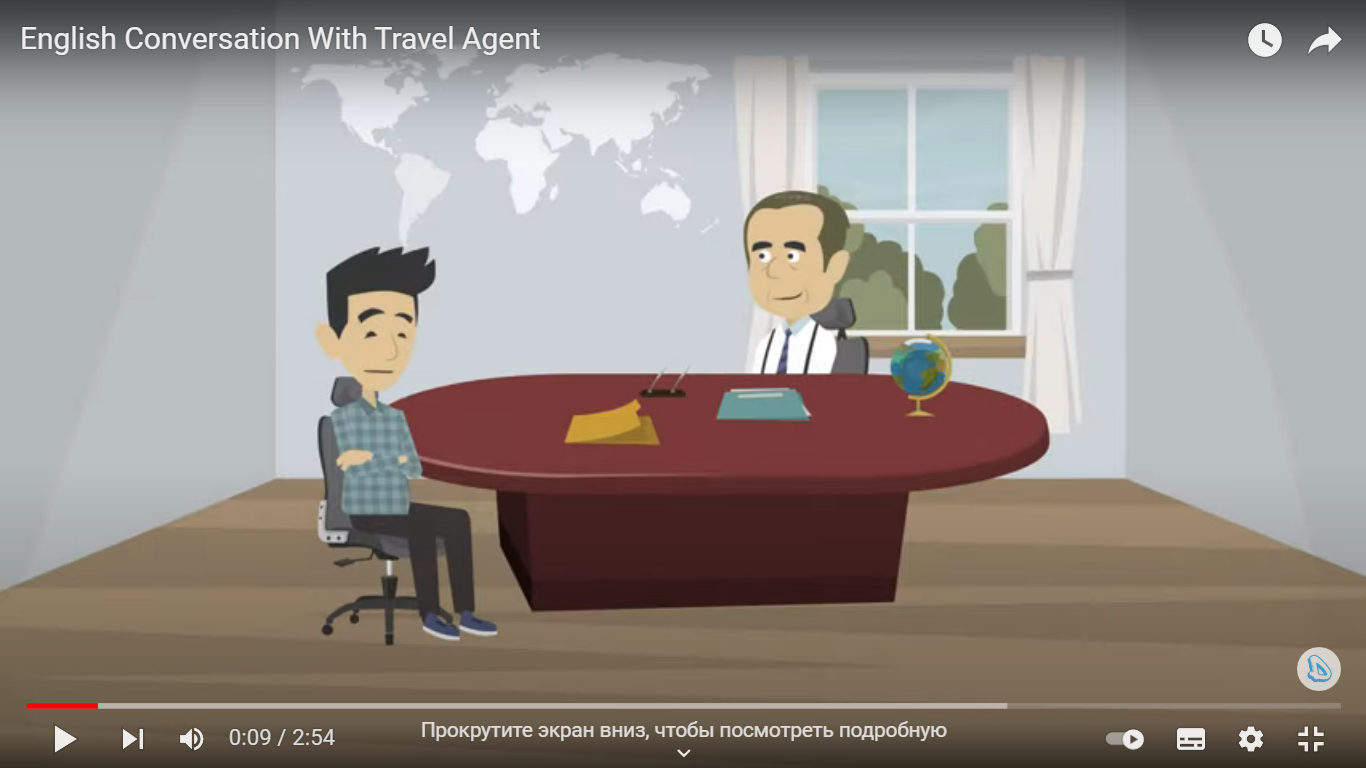 English Conversation With Travel Agent
0:09 / 2:54
Прокрутите экран вниз, чтобы посмотреть подробную